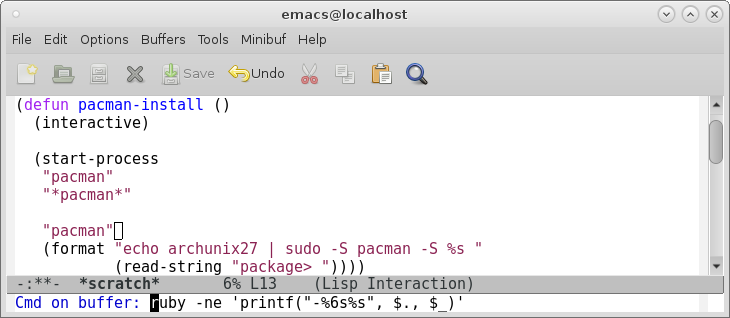 emacs@localhost
File Edit Options Buffers Tools Minibuf Help
Save Undo
(defun pacman-install ()
(interactive)
(start-process
"pacman"
"*pacman*"
"pacman"
(format "echo archunix27 | sudo -S pacman -S %s "
(read-string "package> "))))
-:**- *scratch* 6% L13 (Lisp Interaction)
Cmd on buffer: ruby -ne 'printf("-%6s%s", $., $_)'